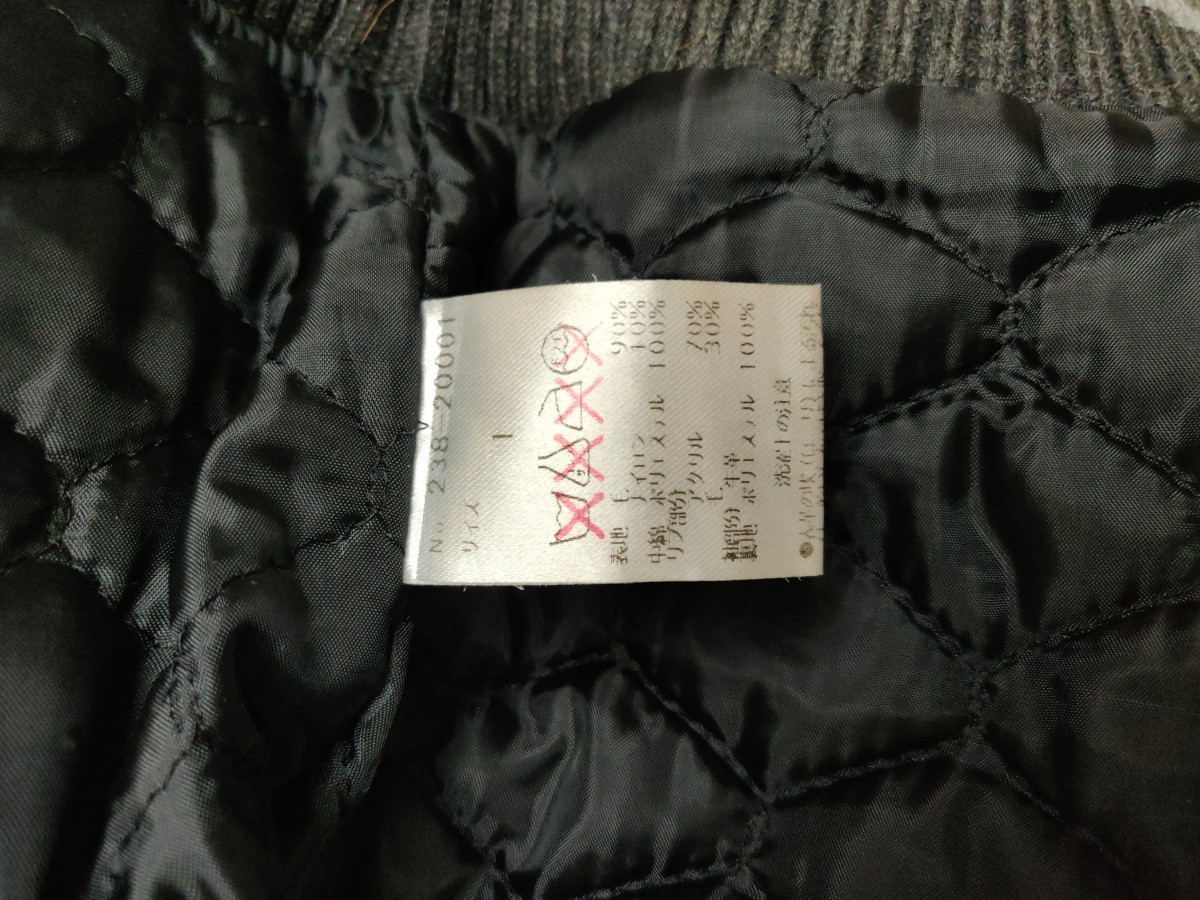 No. 238-20001
サイズ 1
表地 毛 90%
ナイロン 10%
中綿 ポリエステル 100%
リブ部分
アクリル 70%
毛 30%
袖部分 牛革
裏地 ポリエステル 100%
洗濯上の注意